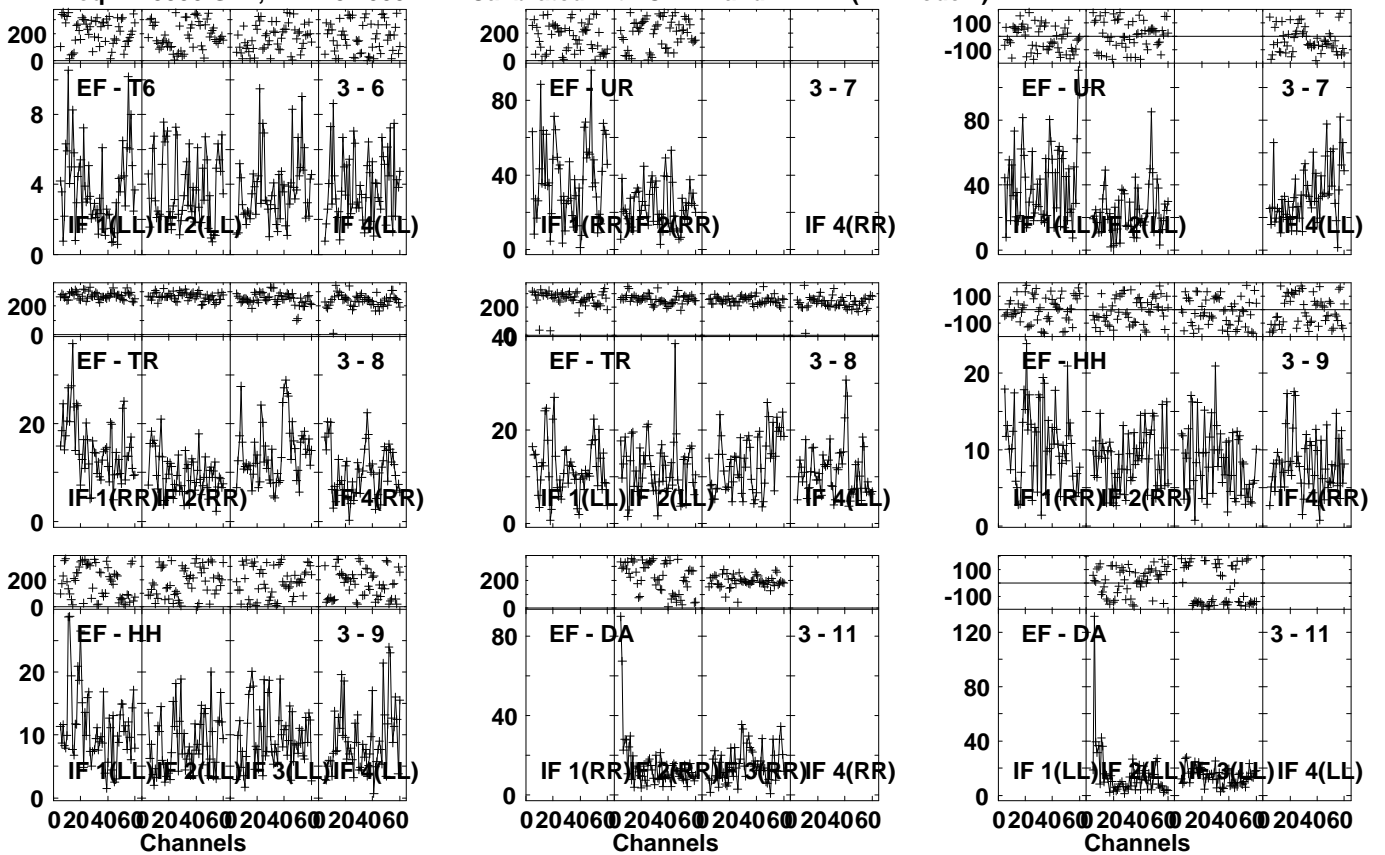 200
0
200
0
100
-100
EF - T6 3 - 6
EF - UR 3 - 7
EF - UR 3 - 7
8
4
0
80
40
0
80
40
0
IF 1(LL) IF 2(LL) IF 4(LL)
IF 1(RR) IF 2(RR) IF 4(RR)
IF 1(LL) IF 2(LL) IF 4(LL)
200
0
200
0
100
-100
EF - TR 3 - 8
EF - TR 3 - 8
EF - HH 3 - 9
20
0
40
20
0
20
10
0
IF 1(RR) IF 2(RR) IF 4(RR)
IF 1(LL) IF 2(LL) IF 4(LL)
IF 1(RR) IF 2(RR) IF 4(RR)
200
0
200
0
100
-100
EF - HH 3 - 9
EF - DA 3 - 11
EF - DA 3 - 11
20
10
0
80
40
0
120
80
40
0
IF 1(LL) IF 2(LL) IF 3(LL) IF 4(LL)
IF 1(RR) IF 2(RR) IF 3(RR) IF 4(RR)
IF 1(LL) IF 2(LL) IF 3(LL) IF 4(LL)
0 20 40 60 0 20 40 60 0 20 40 60 0 20 40 60
0 20 40 60 0 20 40 60 0 20 40 60 0 20 40 60
0 20 40 60 0 20 40 60 0 20 40 60 0 20 40 60
Channels
Channels
Channels